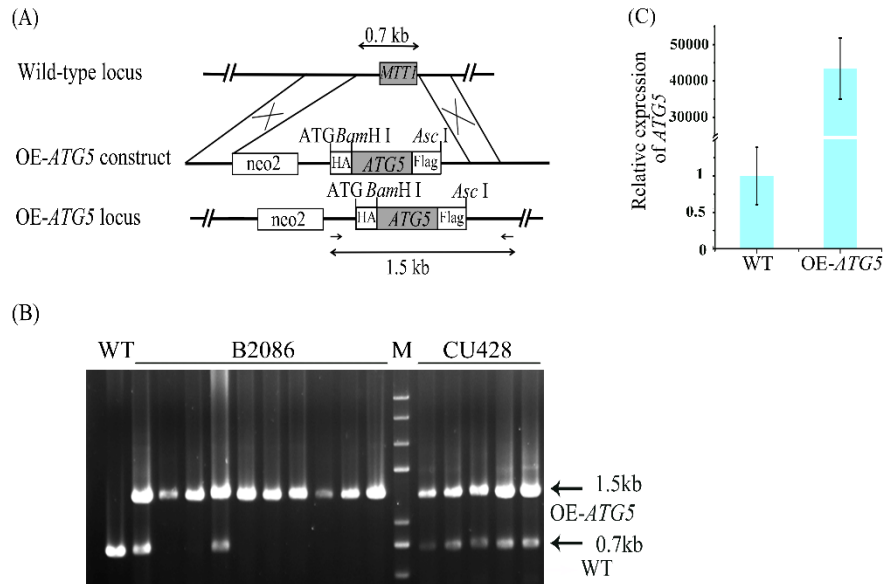 (A)
0.7 kb
Wild-type locus
MTT1
ATG BamH I Asc I
OE-ATG5 construct
neo2 HA ATG5 Flag
ATG BamH I Asc I
OE-ATG5 locus
neo2 HA ATG5 Flag
1.5 kb
(C)
Relative expression
of ATG5
50000
40000
30000
1
0.5
0
WT OE-ATG5
(B)
WT B2086 M CU428
1.5kb
OE-ATG5
0.7kb
WT